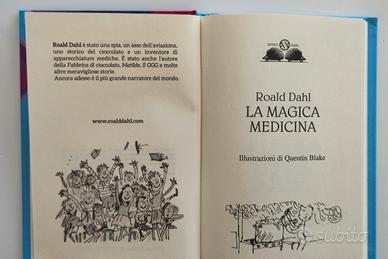 Roald Dahl è stato una spia, un asso dell'aviazione,
uno storico del cioccolato e un inventore di
apparecchiature mediche. È stato anche l'autore
della Fabbrica di cioccolato, Matilde, Il GGG e molte
altre meravigliose storie.
Ancora adesso è il più grande narratore del mondo.
www.roalddahl.com
Roald Dahl
LA MAGICA
MEDICINA
Illustrazioni di Quentin Blake
subito